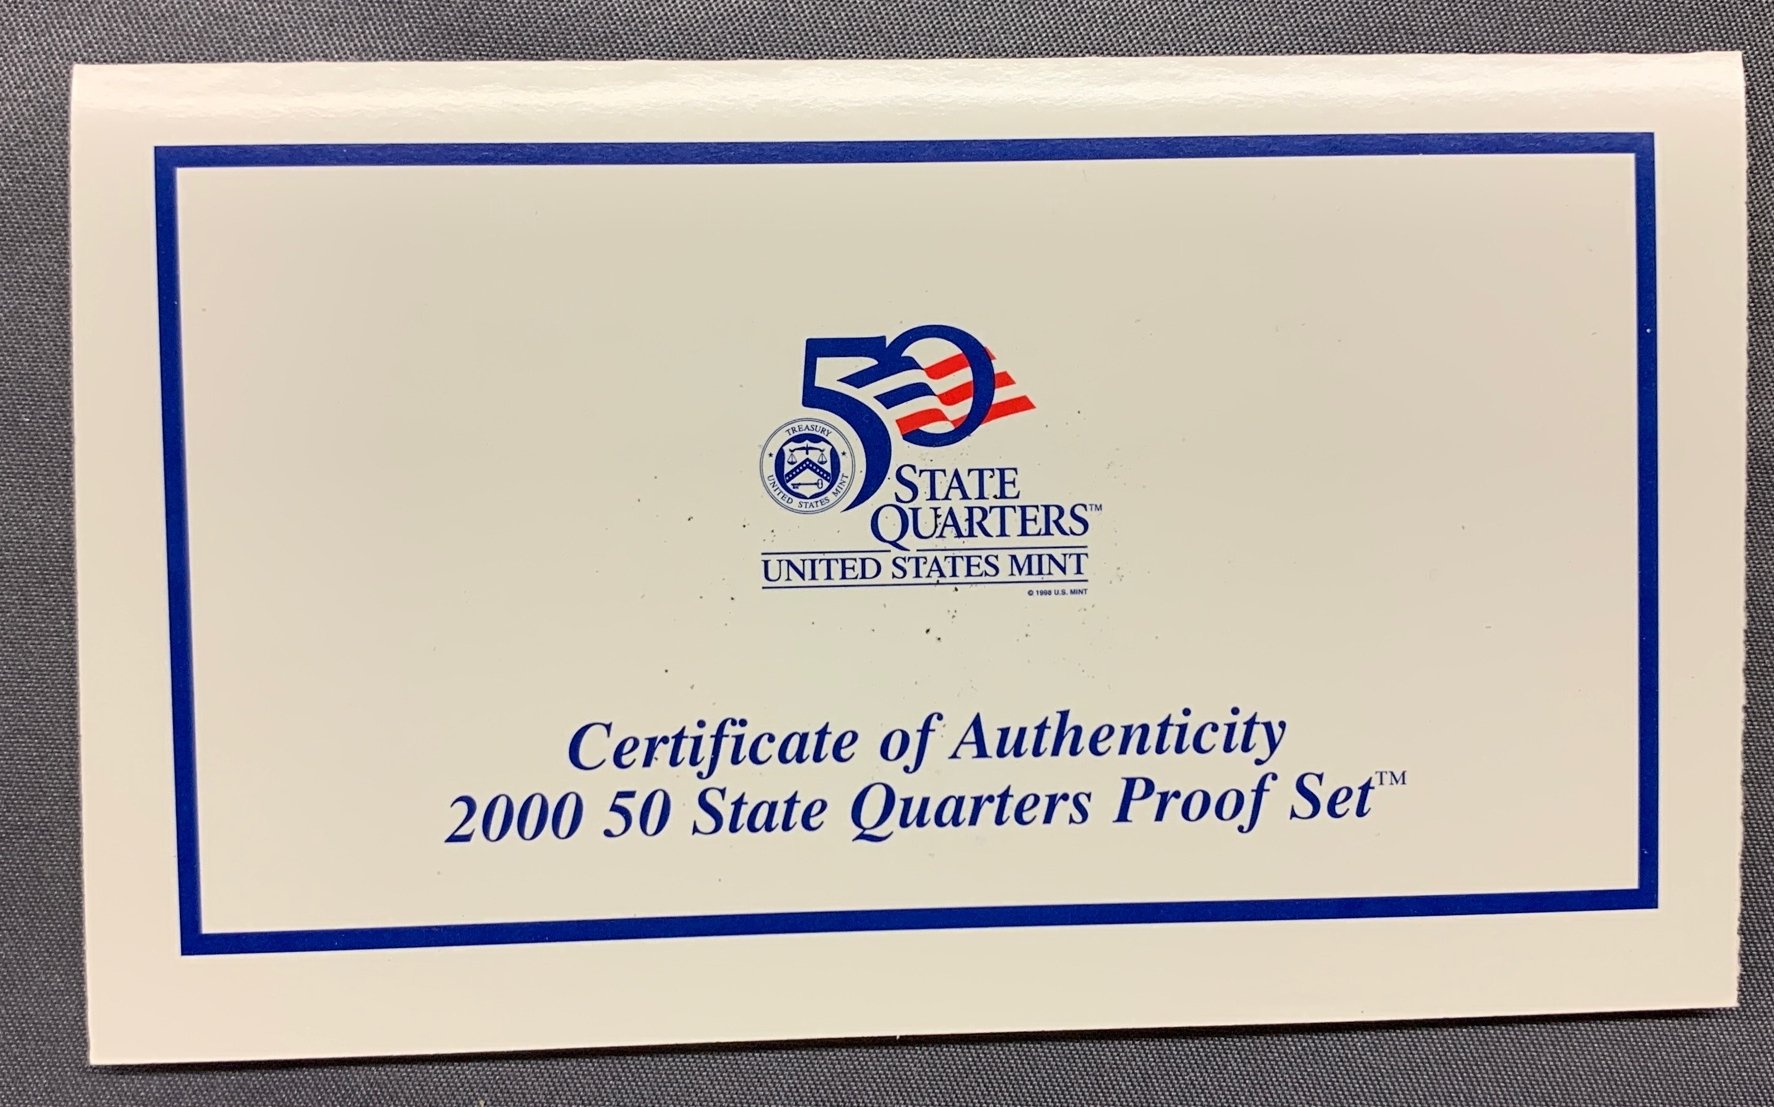 50
TREASURY
UNITED STATES MINT
STATE
QUARTERS™
UNITED STATES MINT
© 1998 U.S. MINT
Certificate of Authenticity
2000 50 State Quarters Proof Set™